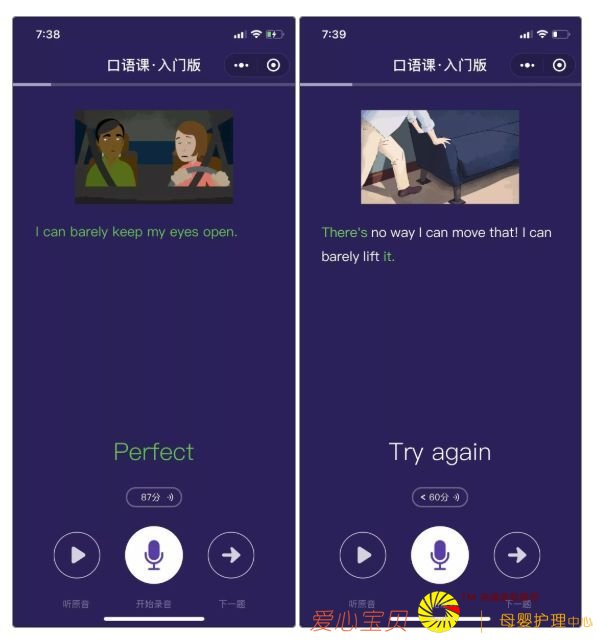 7:38
口语课·入门版
I can barely keep my eyes open.
Perfect
87分
听原音
开始录音
下一题
7:39
口语课·入门版
There's no way I can move that! I can
barely lift it.
Try again
< 60分
听原音
下一题
爱心宝贝
母婴护理中心